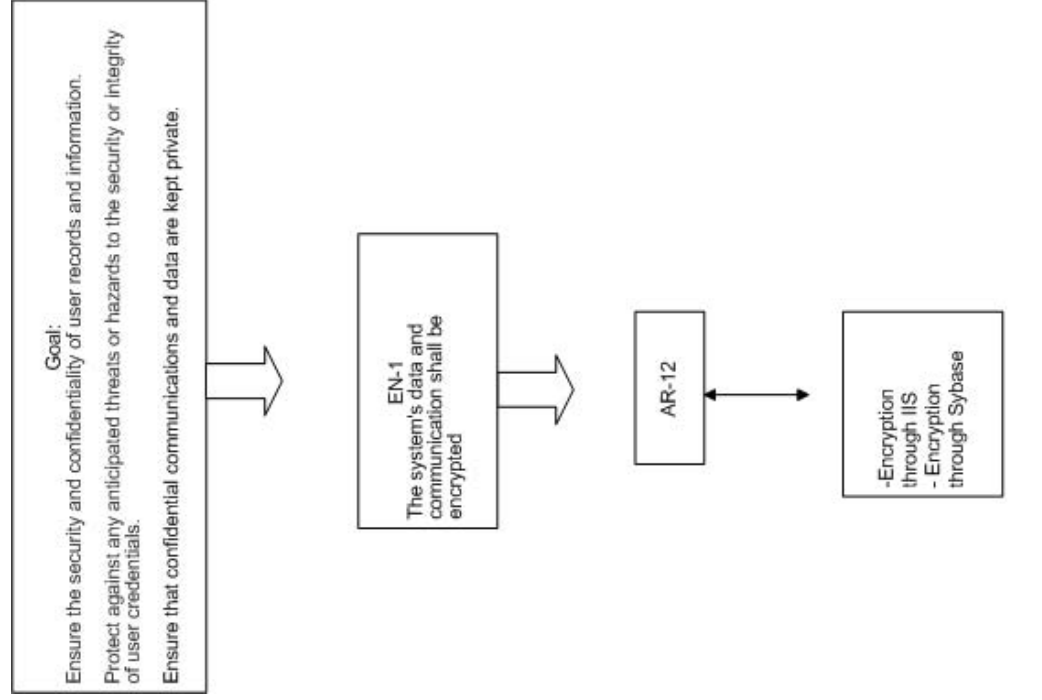 Goal:
Ensure the security and confidentiality of user records and information.
Protect against any anticipated threats or hazards to the security or integrity
of user credentials.
Ensure that confidential communications and data are kept private.
EN-1
The system's data and
communication shall be
encrypted
AR-12
-Encryption
through IIS
- Encryption
through Sybase